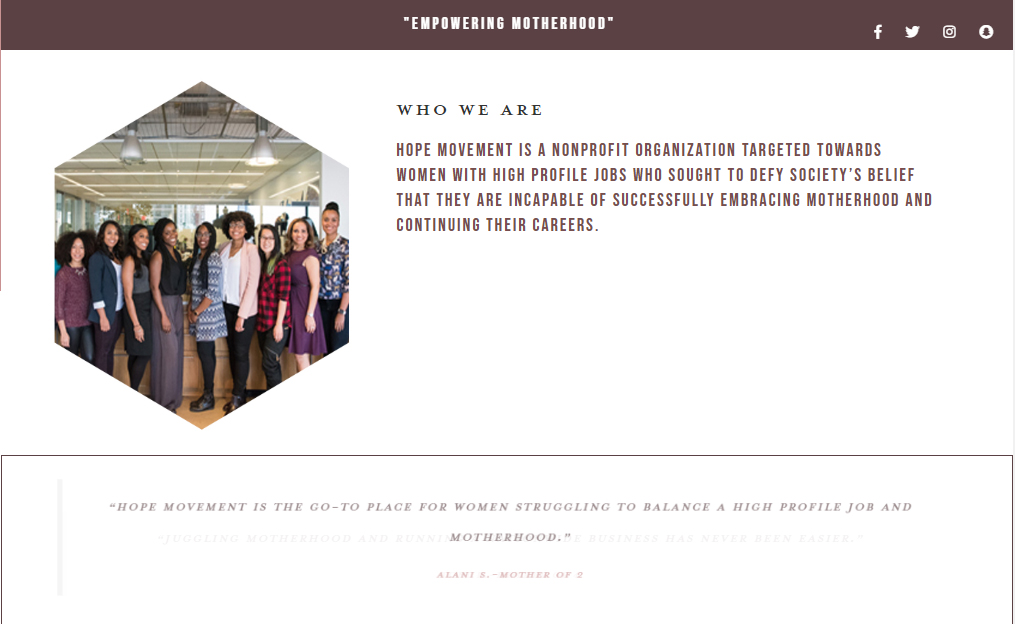 "EMPOWERING MOTHERHOOD"
WHO WE ARE
HOPE MOVEMENT IS A NONPROFIT ORGANIZATION TARGETED TOWARDS
WOMEN WITH HIGH PROFILE JOBS WHO SOUGHT TO DEFY SOCIETY'S BELIEF
THAT THEY ARE INCAPABLE OF SUCCESSFULLY EMBRACING MOTHERHOOD AND
CONTINUING THEIR CAREERS.
“HOPE MOVEMENT IS THE GO-TO PLACE FOR WOMEN STRUGGLING TO BALANCE A HIGH PROFILE JOB AND
MOTHERHOOD.”
“JUGGLING MOTHERHOOD AND BUSINESS HAS NEVER BEEN EASIER.”
ALANI S.-MOTHER OF 2